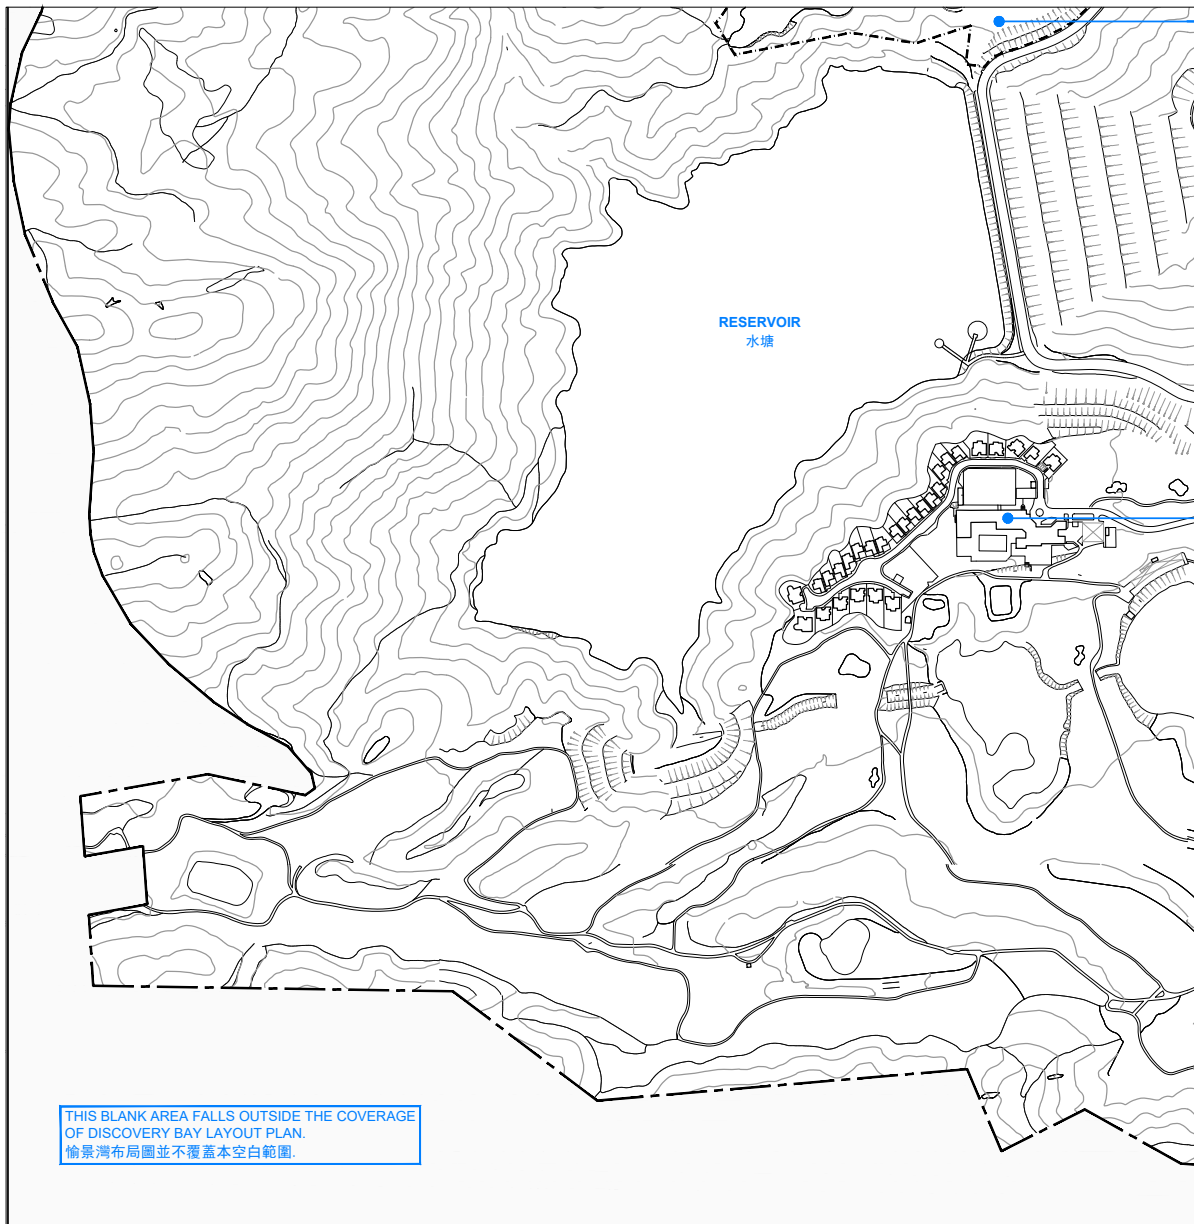 RESERVOIR
水塘
THIS BLANK AREA FALLS OUTSIDE THE COVERAGE
OF DISCOVERY BAY LAYOUT PLAN.
愉景灣布局圖並不覆蓋本空白範圍.